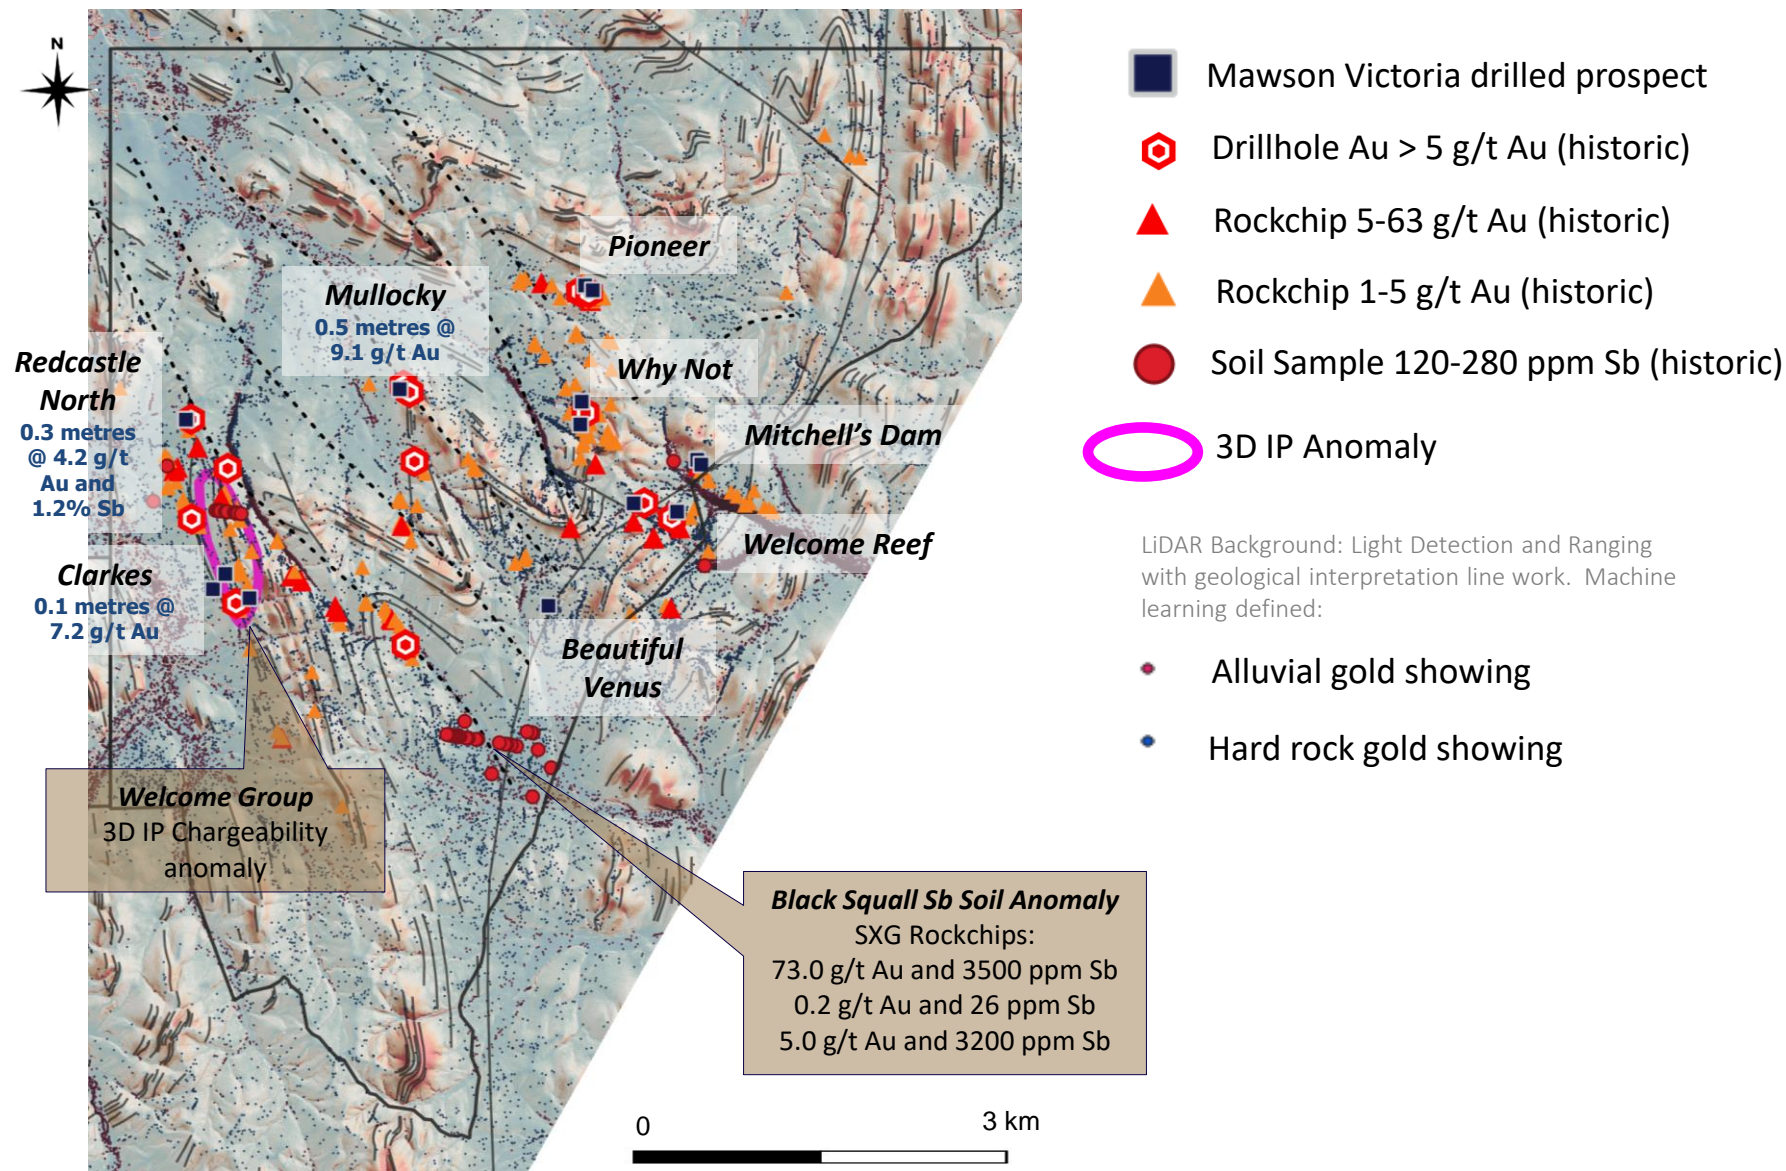 N
Pioneer
Mullocky
0.5 metres @
9.1 g/t Au
Redcastle
North
0.3 metres
@ 4.2 g/t
Au and
1.2% Sb
Why Not
Mitchell's Dam
Welcome Reef
Clarkes
0.1 metres @
7.2 g/t Au
Beautiful
Venus
Welcome Group
3D IP Chargeability
anomaly
Black Squall Sb Soil Anomaly
SXG Rockchips:
73.0 g/t Au and 3500 ppm Sb
0.2 g/t Au and 26 ppm Sb
5.0 g/t Au and 3200 ppm Sb
0
3 km
Mawson Victoria drilled prospect
Drillhole Au > 5 g/t Au (historic)
Rockchip 5-63 g/t Au (historic)
Rockchip 1-5 g/t Au (historic)
Soil Sample 120-280 ppm Sb (historic)
3D IP Anomaly
LiDAR Background: Light Detection and Ranging
with geological interpretation line work. Machine
learning defined:
Alluvial gold showing
Hard rock gold showing